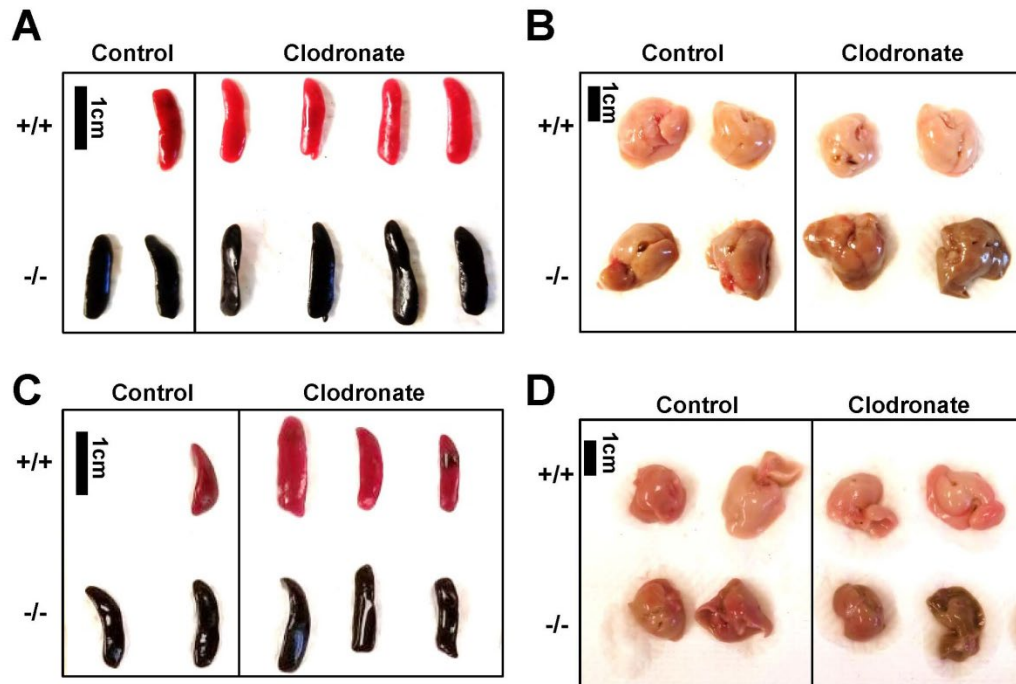 A
Control Clodronate
1cm
+/+
-/-
B
Control Clodronate
1cm
+/+
-/-
C
Control Clodronate
1cm
+/+
-/-
D
Control Clodronate
1cm
+/+
-/-